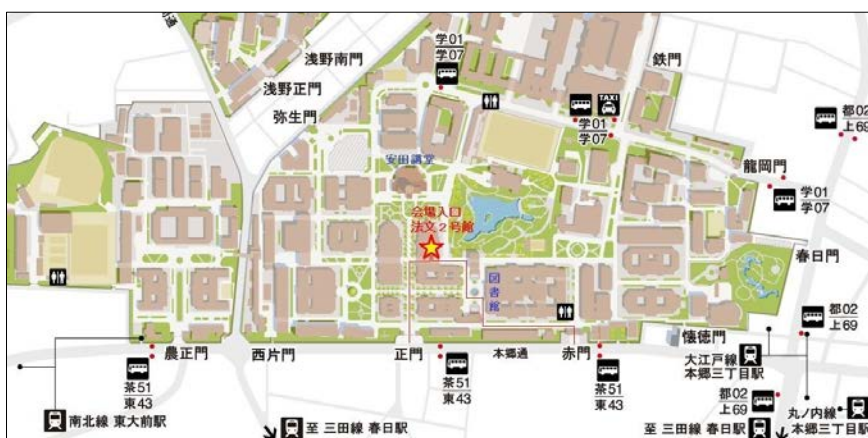 学01
学07
浅野南門
浅野正門
弥生門
鉄門
TAXI
学01
学07
都02
上69
龍岡門
学01
学07
安田講堂
会場入口
法文２号館
春日門
図書館
農正門
西片門
正門
本郷通
赤門
懐徳門
都02
上69
大江戸線
本郷三丁目駅
茶51
東43
茶51
東43
茶51
東43
都02
上69
丸ノ内線
本郷三丁目駅
南北線 東大前駅
至 三田線 春日駅
至 三田線 春日駅